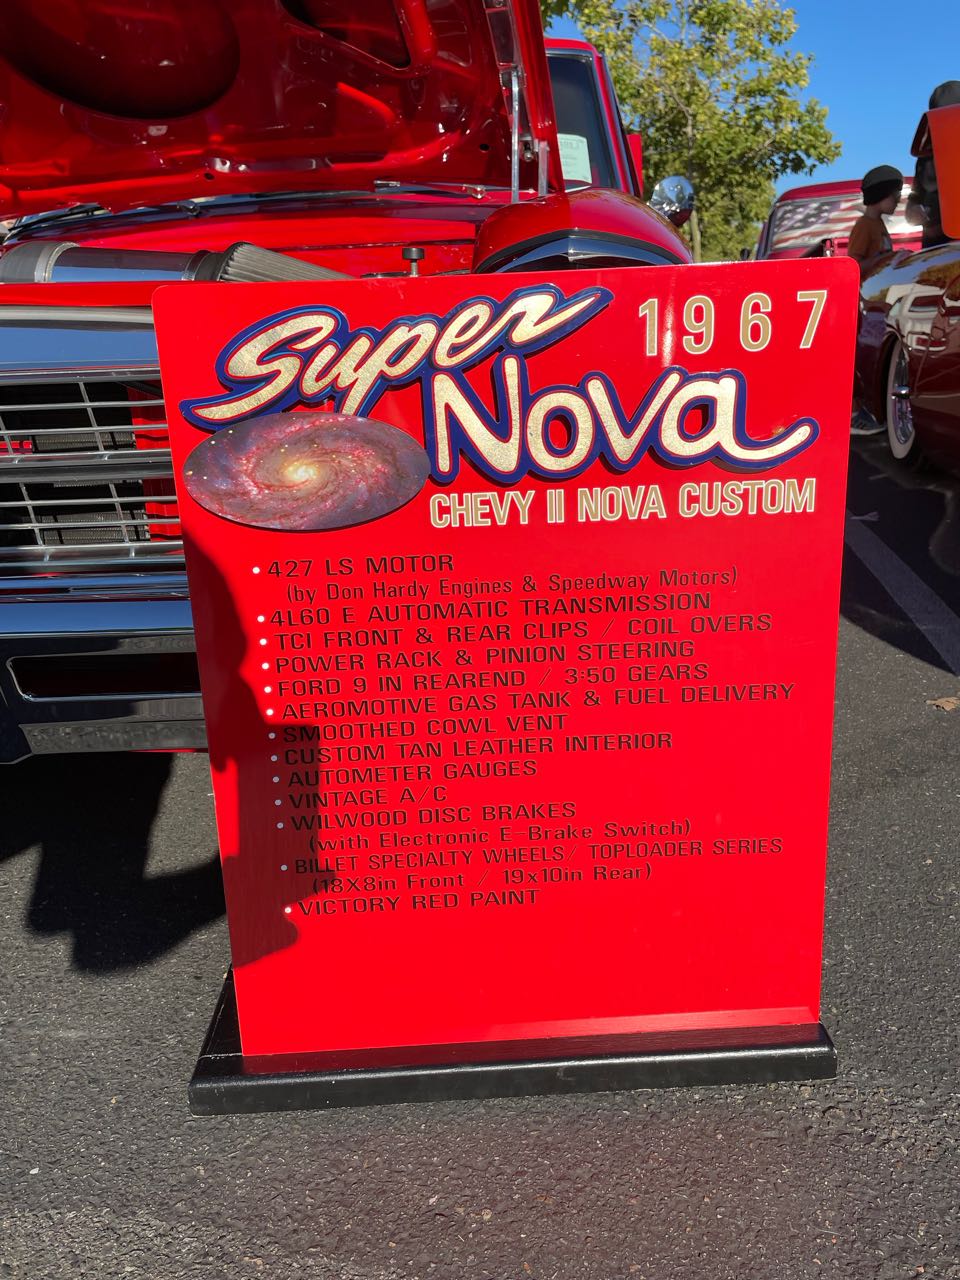 Super
1967
Nova
CHEVY II NOVA CUSTOM
• 427 LS MOTOR
(by Don Hardy Engines & Speedway Motors)
• 4L60 E AUTOMATIC TRANSMISSION
• TCI FRONT & REAR CLIPS / COIL OVERS
• POWER RACK & PINION STEERING
• FORD 9 IN REAREND / 3:50 GEARS
• AEROMOTIVE GAS TANK & FUEL DELIVERY
• SMOOTHED COWL VENT
• CUSTOM TAN LEATHER INTERIOR
• AUTOMETER GAUGES
• VINTAGE A/C
• WILWOOD DISC BRAKES
(with Electronic E-Brake Switch)
• BILLET SPECIALTY WHEELS/ TOPLOADER SERIES
(18X8in Front / 19x10in Rear)
• VICTORY RED PAINT